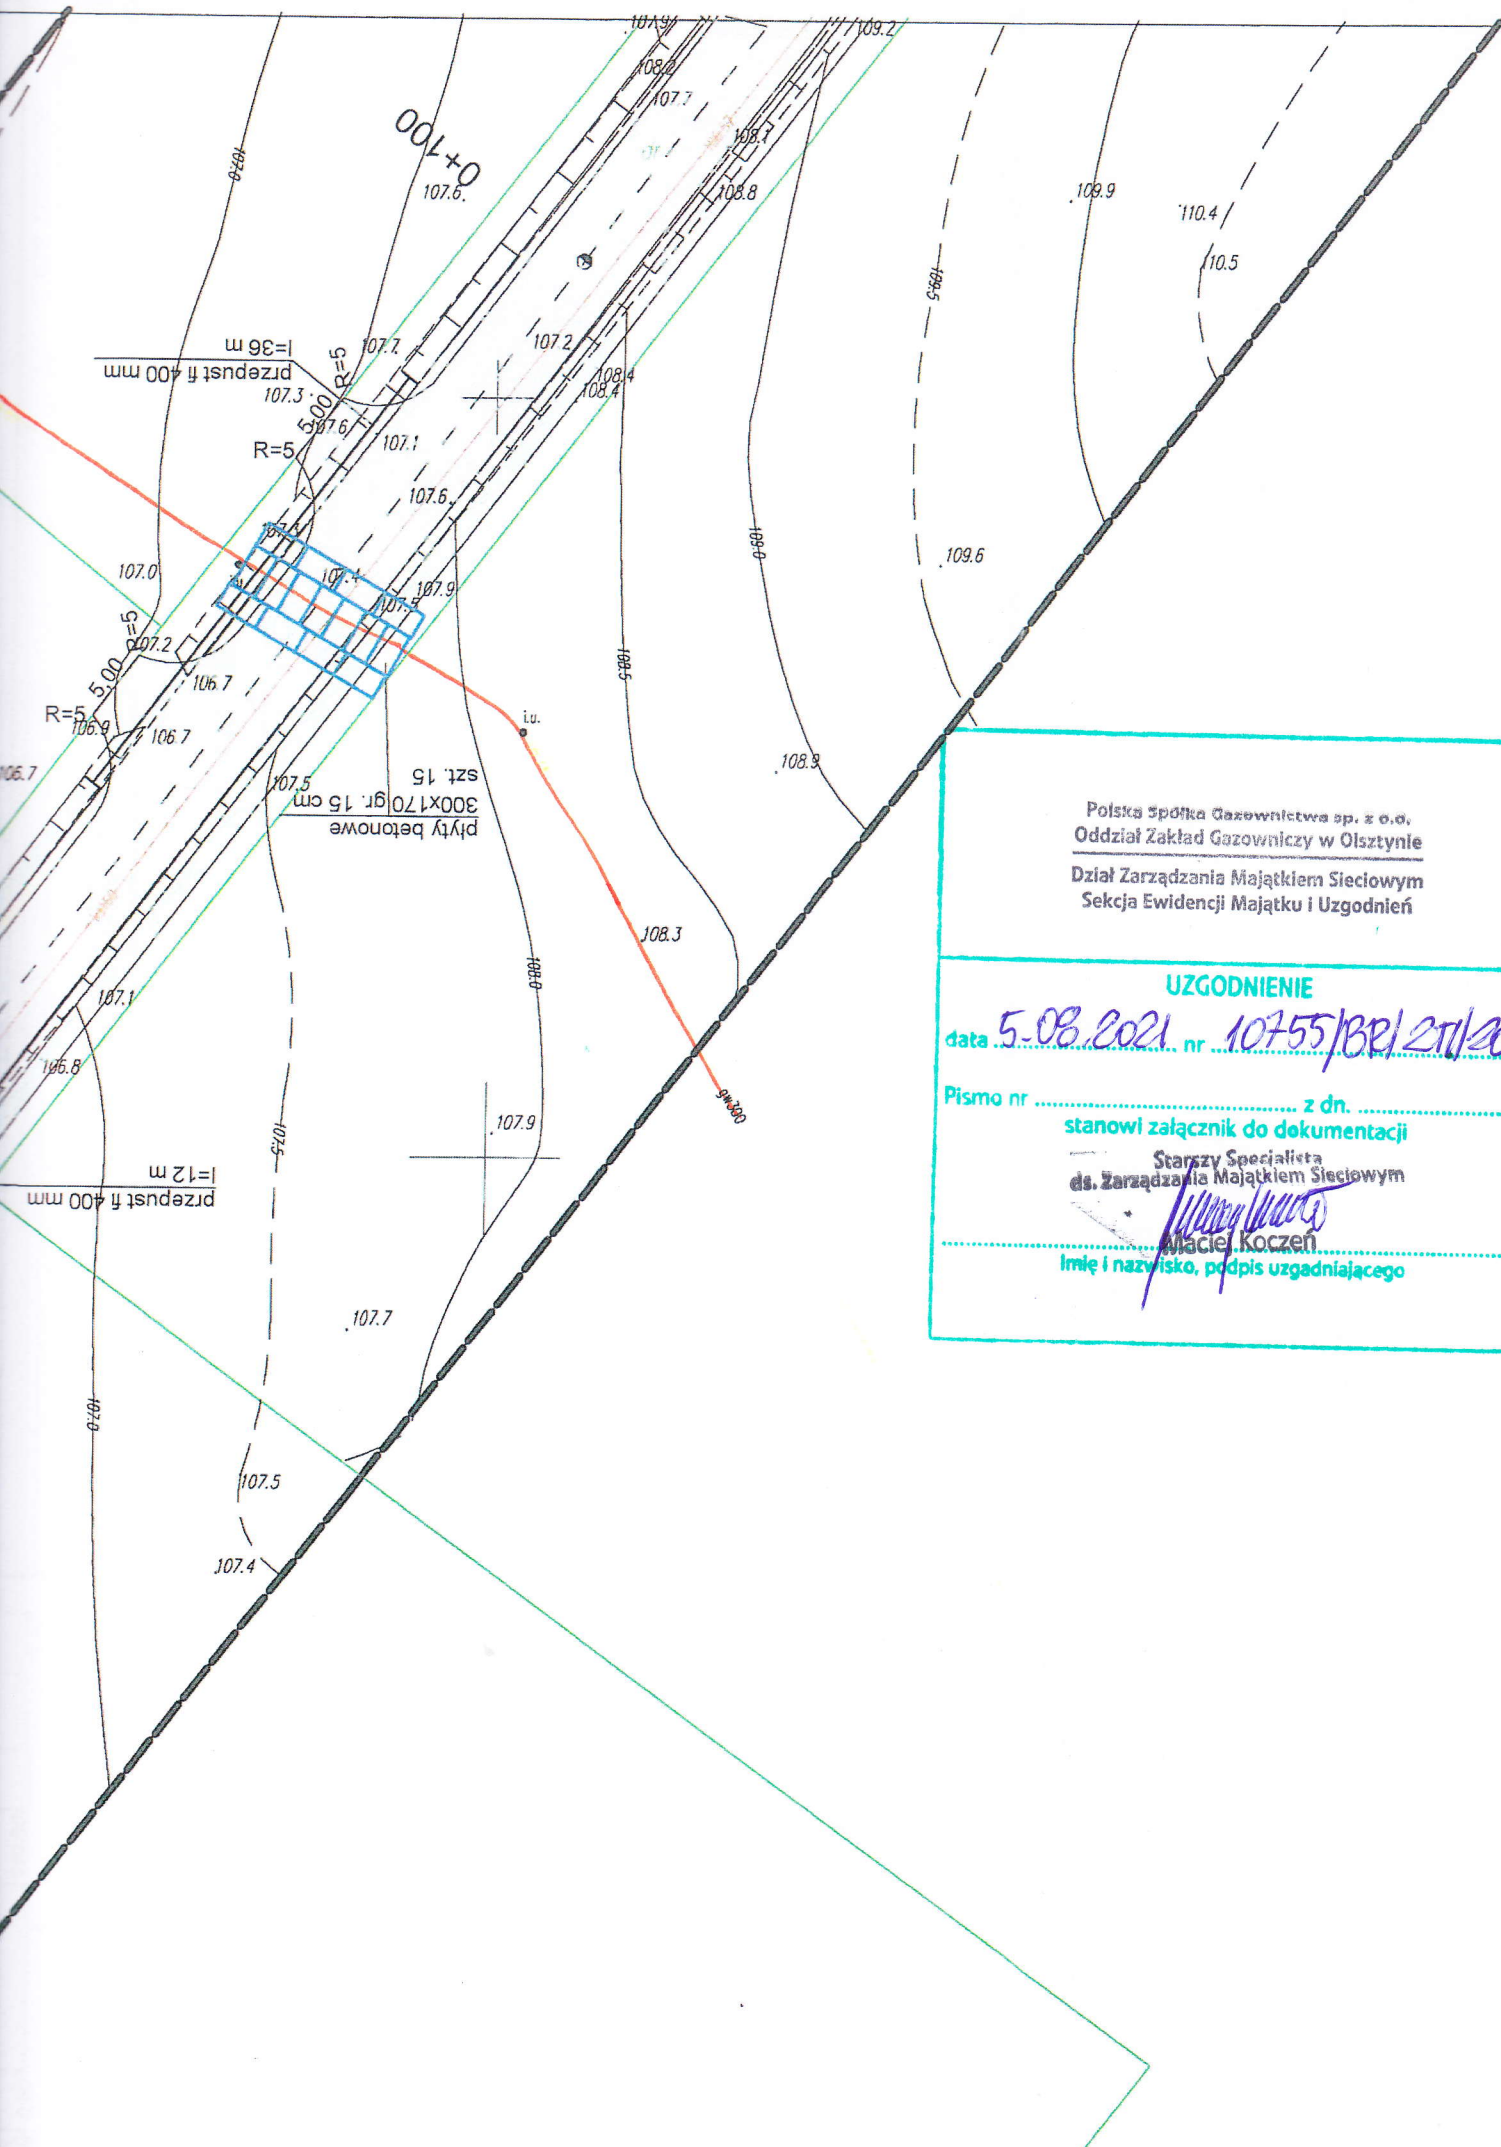 107.9
109.2
108.2
107.7
108.1
0+100
107.0
107.6
108.8
109.9
110.4
110.5
109.5
przepust fi 400 mm
l=36 m
107.7
R=5
107.2
107.3
108.4
108.4
5,00
107.6
107.1
R=5
107.6
109.0
109.6
107.0
107.4
107.9
107.5
R=5
107.2
5,00
106.7
108.5
R=5
106.9
106.7
i.u.
106.7
107.5
108.9
płyty betonowe
300x170 gr. 15 cm
szt. 15
108.3
108.0
107.1
106.8
107.9
107.5
przepust fi 400 mm
l=12 m
107.7
107.0
107.5
107.4
Polska Spółka Gazownictwa sp. z o.o.
Oddział Zakład Gazowniczy w Olsztynie
Dział Zarządzania Majątkiem Sieciowym
Sekcja Ewidencji Majątku i Uzgodnień
UZGODNIENIE
data 5.08.2021 nr 10755/BR/ZTI/20
Pismo nr z dn.
stanowi załącznik do dokumentacji
Starszy Specjalista
ds. Zarządzania Majątkiem Sieciowym
Maciej Koczeń
Imię i nazwisko, podpis uzgadniającego